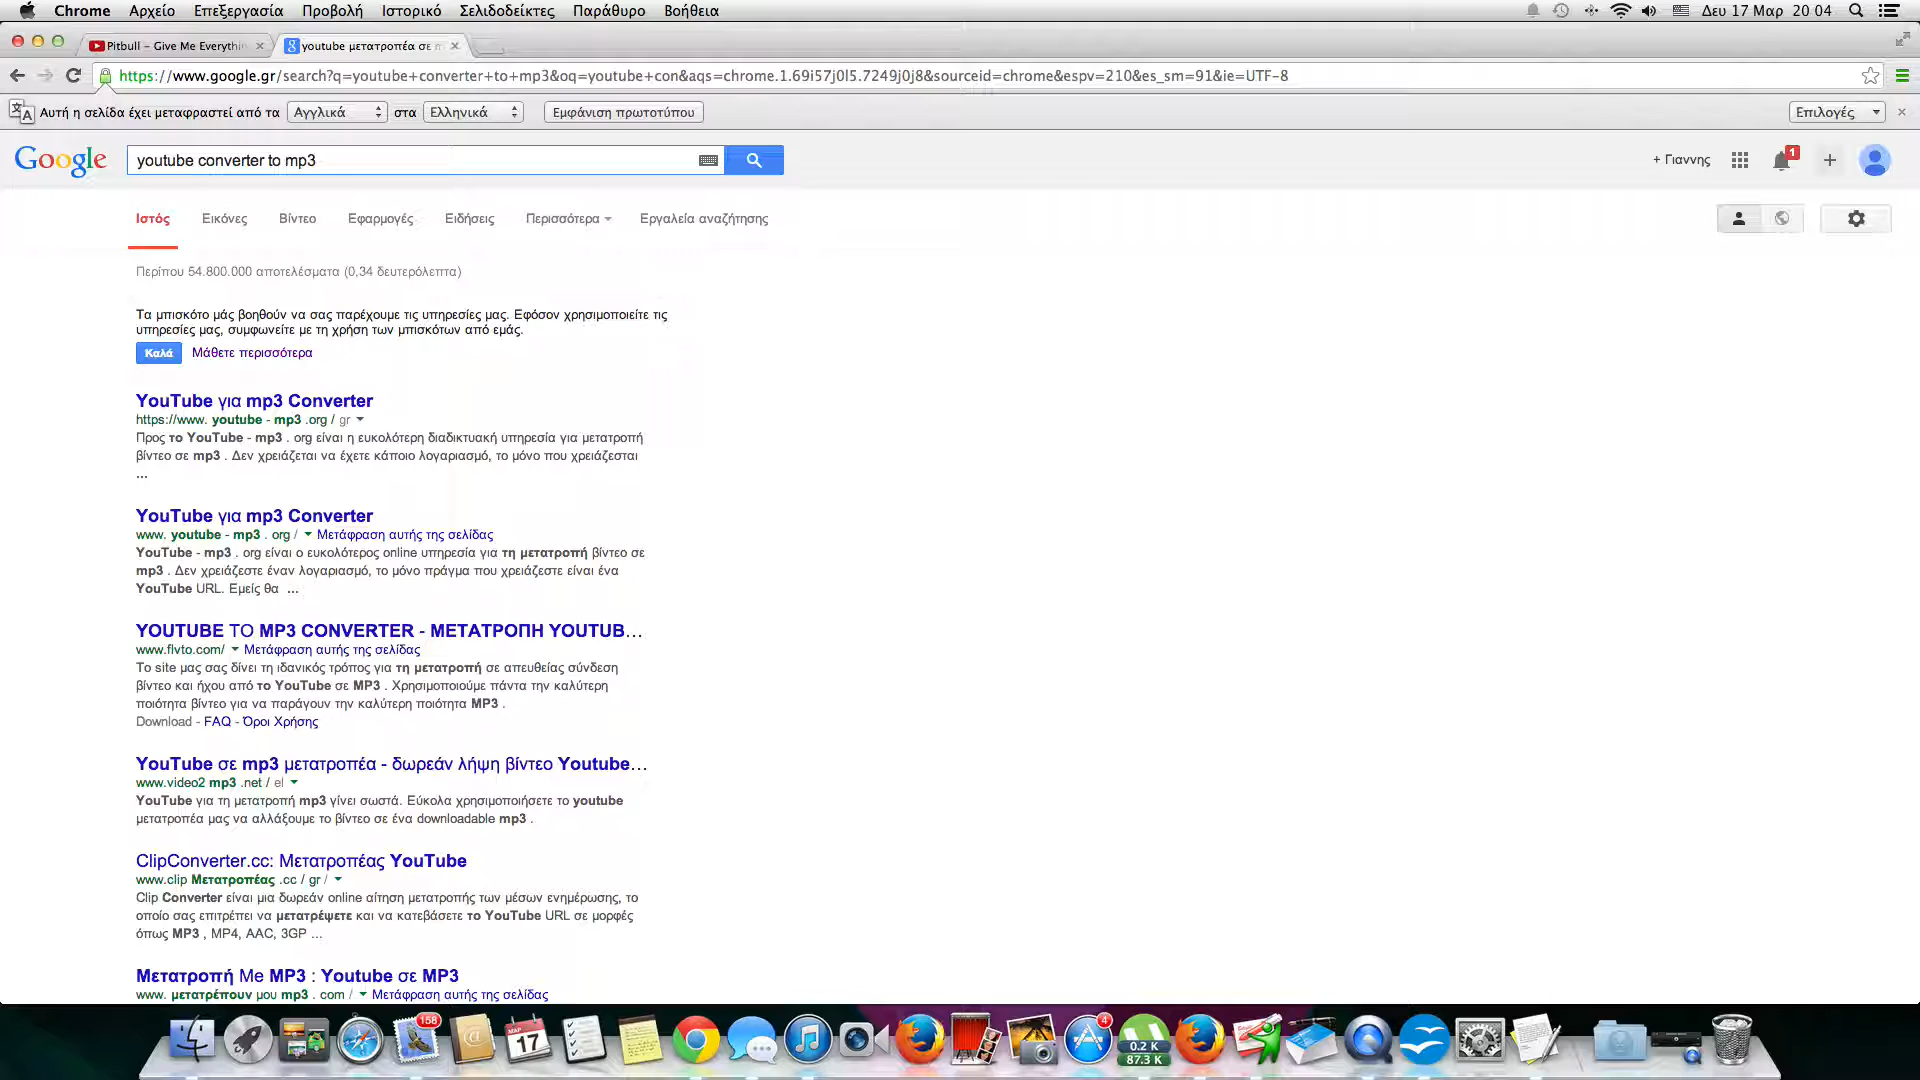 Chrome Αρχείο Επεξεργασία Προβολή Ιστορικό Σελιδοδείκτες Παράθυρο Βοήθεια Δευ 17 Μαρ 20 04
Pitbull – Give Me Everythin youtube μετατροπέα σε m
https://www.google.gr/search?q=youtube+converter+to+mp3&oq=youtube+con&aqs=chrome.1.69i57j0l5.7249j0j8&sourceid=chrome&espv=210&es_sm=91&ie=UTF-8
Αυτή η σελίδα έχει μεταφραστεί από τα Αγγλικά στα Ελληνικά Εμφάνιση πρωτοτύπου Επιλογές
Google youtube converter to mp3 + Γιαννης 1
Ιστός Εικόνες Βίντεο Εφαρμογές Ειδήσεις Περισσότερα Εργαλεία αναζήτησης
Περίπου 54.800.000 αποτελέσματα (0,34 δευτερόλεπτα)
Τα μπισκότο μάς βοηθούν να σας παρέχουμε τις υπηρεσίες μας. Εφόσον χρησιμοποιείτε τις
υπηρεσίες μας, συμφωνείτε με τη χρήση των μπισκότων από εμάς.
Καλά Μάθετε περισσότερα
YouTube για mp3 Converter
https://www. youtube - mp3 .org / gr
Προς το YouTube - mp3 . org είναι η ευκολότερη διαδικτυακή υπηρεσία για μετατροπή
βίντεο σε mp3 . Δεν χρειάζεται να έχετε κάποιο λογαριασμό, το μόνο που χρειάζεσται
...
YouTube για mp3 Converter
www. youtube - mp3 . org / Μετάφραση αυτής της σελίδας
YouTube - mp3 . org είναι ο ευκολότερος online υπηρεσία για τη μετατροπή βίντεο σε
mp3 . Δεν χρειάζεστε έναν λογαριασμό, το μόνο πράγμα που χρειάζεστε είναι ένα
YouTube URL. Εμείς θα ...
YOUTUBE ΤΟ MP3 CONVERTER - ΜΕΤΑΤΡΟΠΗ YOUTUB...
www.flvto.com/ Μετάφραση αυτής της σελίδας
Το site μας σας δίνει τη ιδανικός τρόπος για τη μετατροπή σε απευθείας σύνδεση
βίντεο και ήχου από το YouTube σε MP3 . Χρησιμοποιούμε πάντα την καλύτερη
ποιότητα βίντεο για να παράγουν την καλύτερη ποιότητα MP3 .
Download - FAQ - Όροι Χρήσης
YouTube σε mp3 μετατροπέα - δωρεάν λήψη βίντεο Youtube...
www.video2 mp3 .net / el
YouTube για τη μετατροπή mp3 γίνει σωστά. Εύκολα χρησιμοποιήσετε το youtube
μετατροπέα μας να αλλάξουμε το βίντεο σε ένα downloadable mp3 .
ClipConverter.cc: Μετατροπέας YouTube
www.clip Μετατροπέας .cc / gr /
Clip Converter είναι μια δωρεάν online αίτηση μετατροπής των μέσων ενημέρωσης, το
οποίο σας επιτρέπει να μετατρέψετε και να κατεβάσετε το YouTube URL σε μορφές
όπως MP3 , MP4, AAC, 3GP ...
Μετατροπή Me MP3 : Youtube σε MP3
www. μετατρέπουν μου mp3 . com / Μετάφραση αυτής της σελίδας
158 ΜΑΡ 17 4 0.2 K
87.3 K